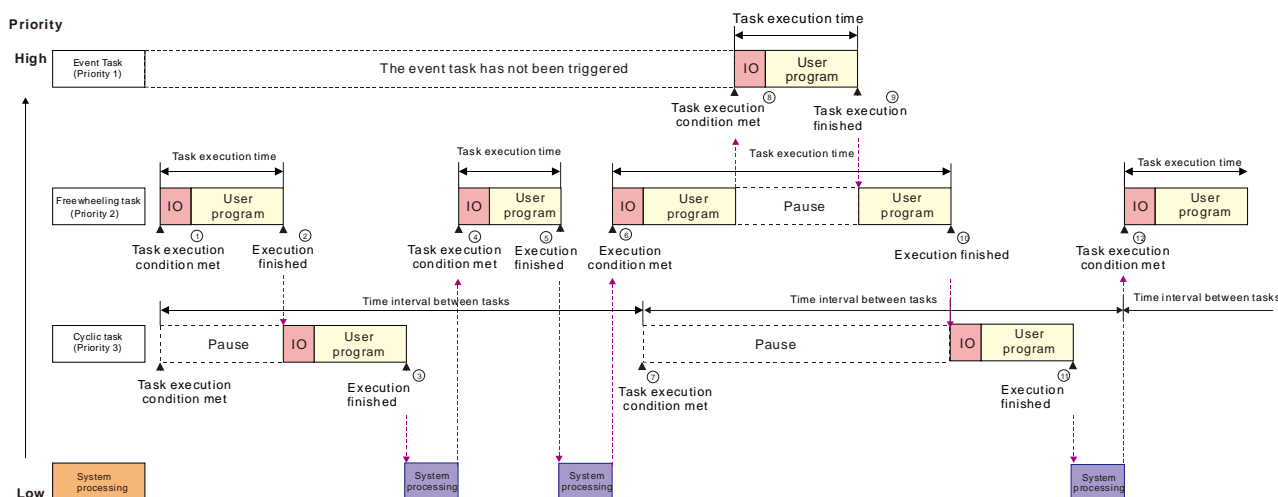 Priority
High
Task execution time
Event Task
(Priority 1)
The event task has not been triggered
IO
User
program
8
9
Task execution
condition met
Task execution
finished
Task execution time
Task execution time
Task execution time
Task execution time
Freewheeling task
(Priority 2)
IO
User
program
IO
User
program
IO
User
program
Pause
User
program
IO
User
program
1
Task execution
condition met
2
Execution
finished
4
Task execution
condition met
5
Execution
finished
6
Execution
condition met
10
Execution finished
12
Task execution
condition met
Time interval between tasks
Time interval between tasks
Time interval between tasks
Cyclic task
(Priority 3)
Pause
IO
User
program
Pause
IO
User
program
Task execution
condition met
3
Execution
finished
7
Task execution
condition met
11
Execution
finished
Low
System
processing
System
processing
System
processing
System
processing